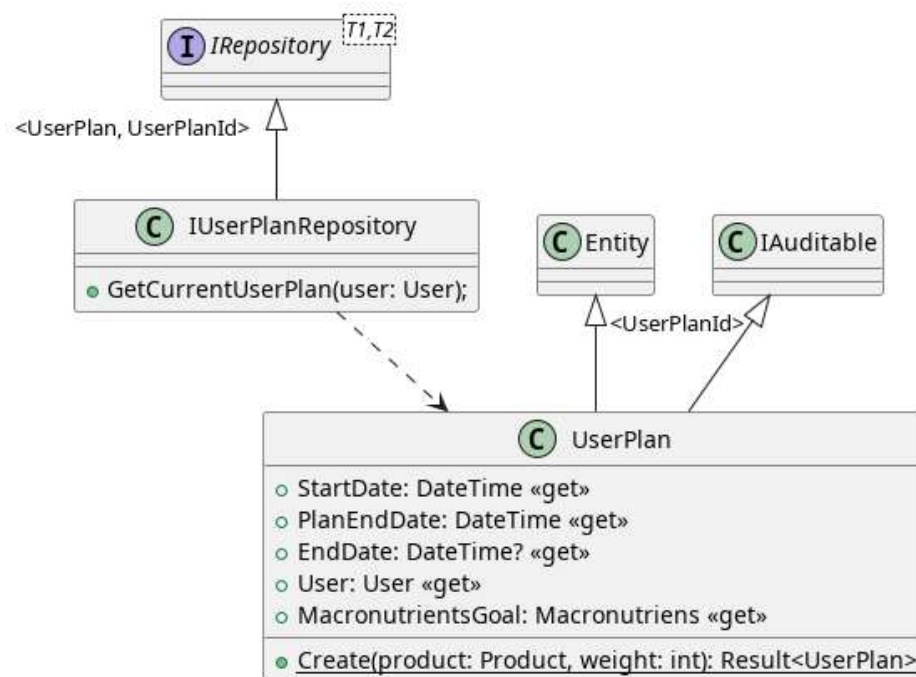 I IRepository T1,T2
<UserPlan, UserPlanId>
C IUserPlanRepository
GetCurrentUserPlan(user: User);
C Entity
C IAuditable
<UserPlanId>
C UserPlan
StartDate: DateTime «get»
PlanEndDate: DateTime «get»
EndDate: DateTime? «get»
User: User «get»
MacronutrientsGoal: Macronutriens «get»
Create(product: Product, weight: int): Result<UserPlan>